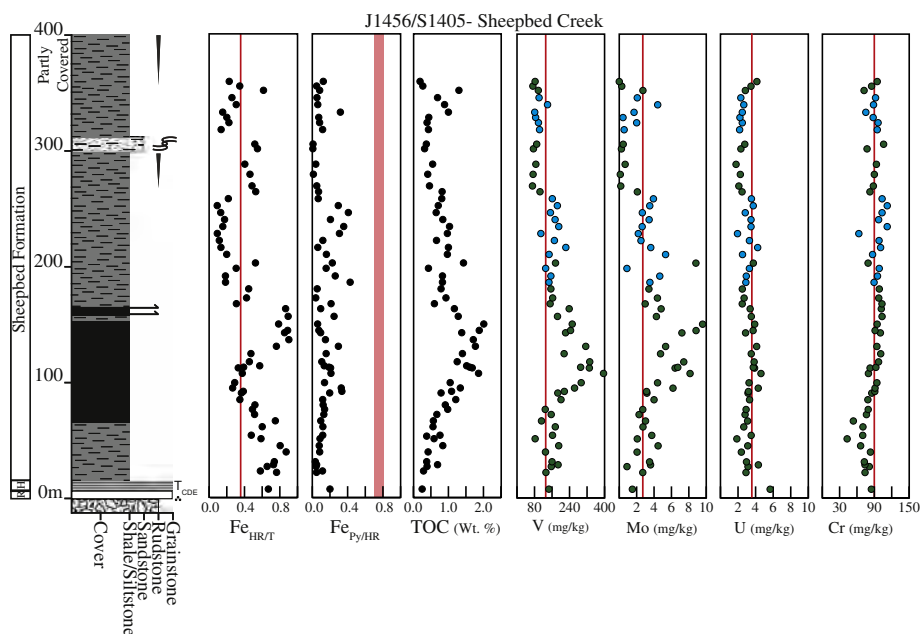 J1456/S1405- Sheepbed Creek
400
300
200
100
0m
Partly Covered
Sheepbed Formation
RH
T CDE
Cover
Shale/Siltstone
Sandstone
Rudstone
Grainstone
0.0 0.4 0.8
Fe HR/T
0.0 0.4 0.8
Fe Py/HR
0.0 1.0 2.0
TOC (Wt. %)
80 240 400
V (mg/kg)
0 2 4 6 8 10
Mo (mg/kg)
0 2 4 6 8 10
U (mg/kg)
30 90 150
Cr (mg/kg)